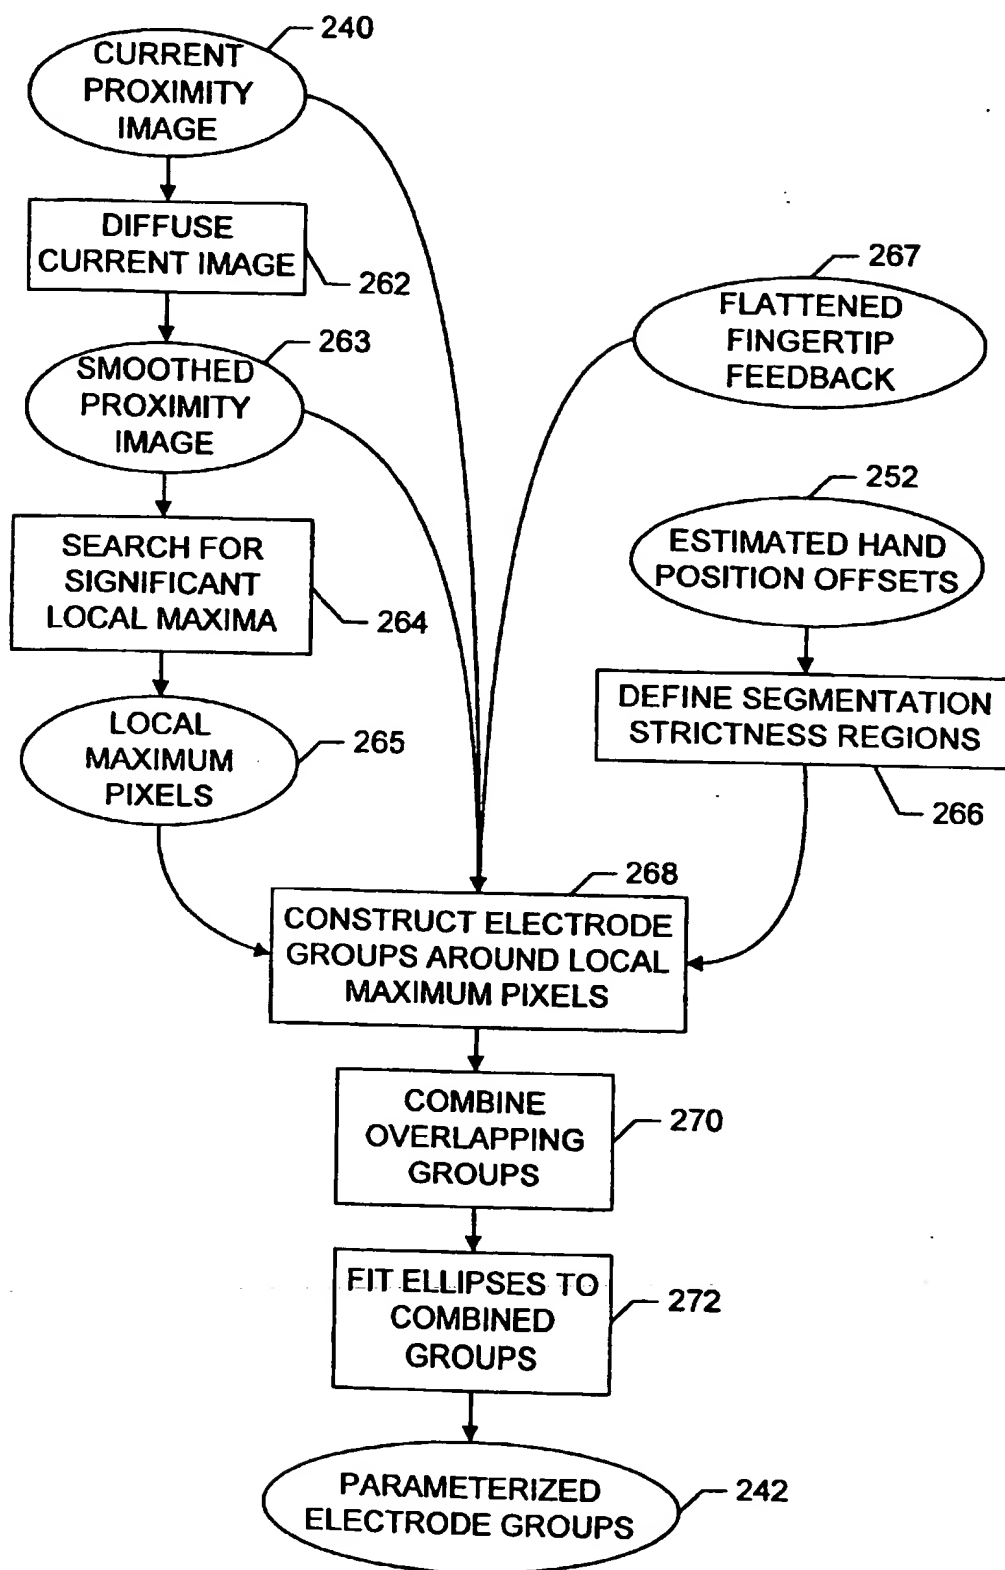 240
CURRENT
PROXIMITY
IMAGE
DIFFUSE
CURRENT IMAGE
262
263
SMOOTHED
PROXIMITY
IMAGE
SEARCH FOR
SIGNIFICANT
LOCAL MAXIMA
264
LOCAL
MAXIMUM
PIXELS
265
267
FLATTENED
FINGERTIP
FEEDBACK
252
ESTIMATED HAND
POSITION OFFSETS
DEFINE SEGMENTATION
STRICTNESS REGIONS
266
268
CONSTRUCT ELECTRODE
GROUPS AROUND LOCAL
MAXIMUM PIXELS
COMBINE
OVERLAPPING
GROUPS
270
FIT ELLIPSES TO
COMBINED
GROUPS
272
PARAMETERIZED
ELECTRODE GROUPS
242